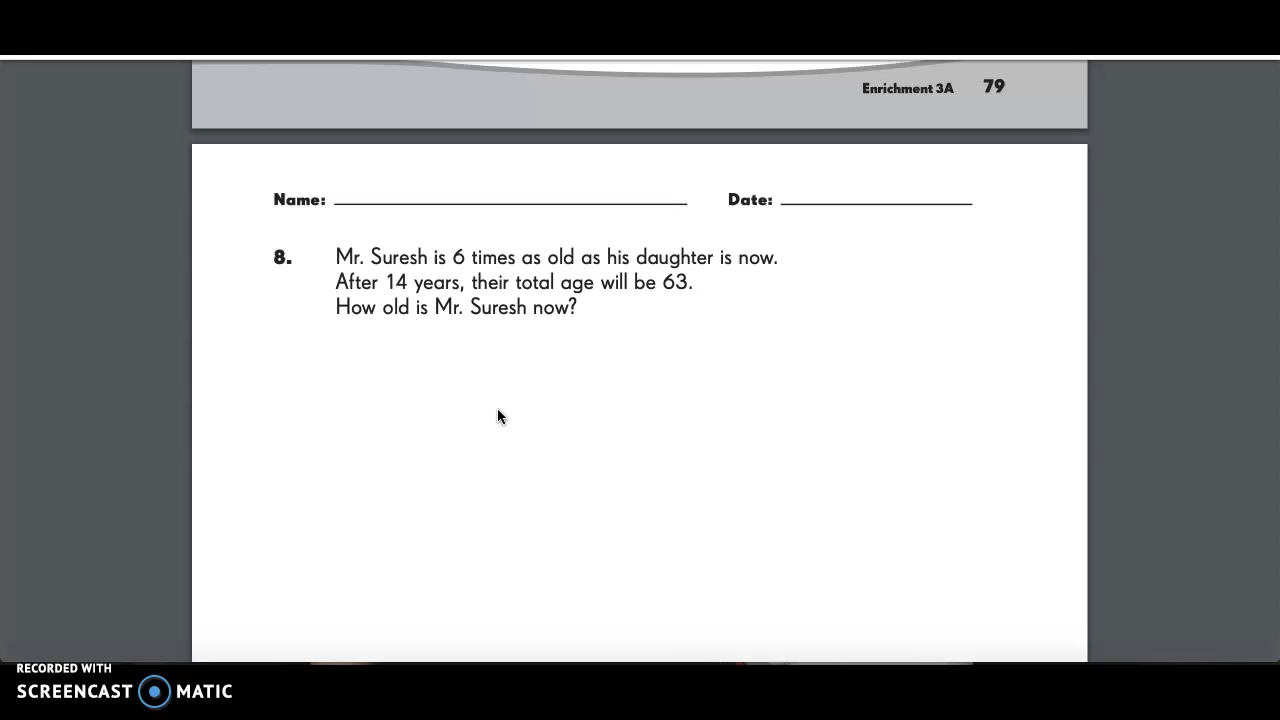 Enrichment 3A 79
Name: Date:
8. Mr. Suresh is 6 times as old as his daughter is now.
After 14 years, their total age will be 63.
How old is Mr. Suresh now?
RECORDED WITH
SCREENCAST MATIC